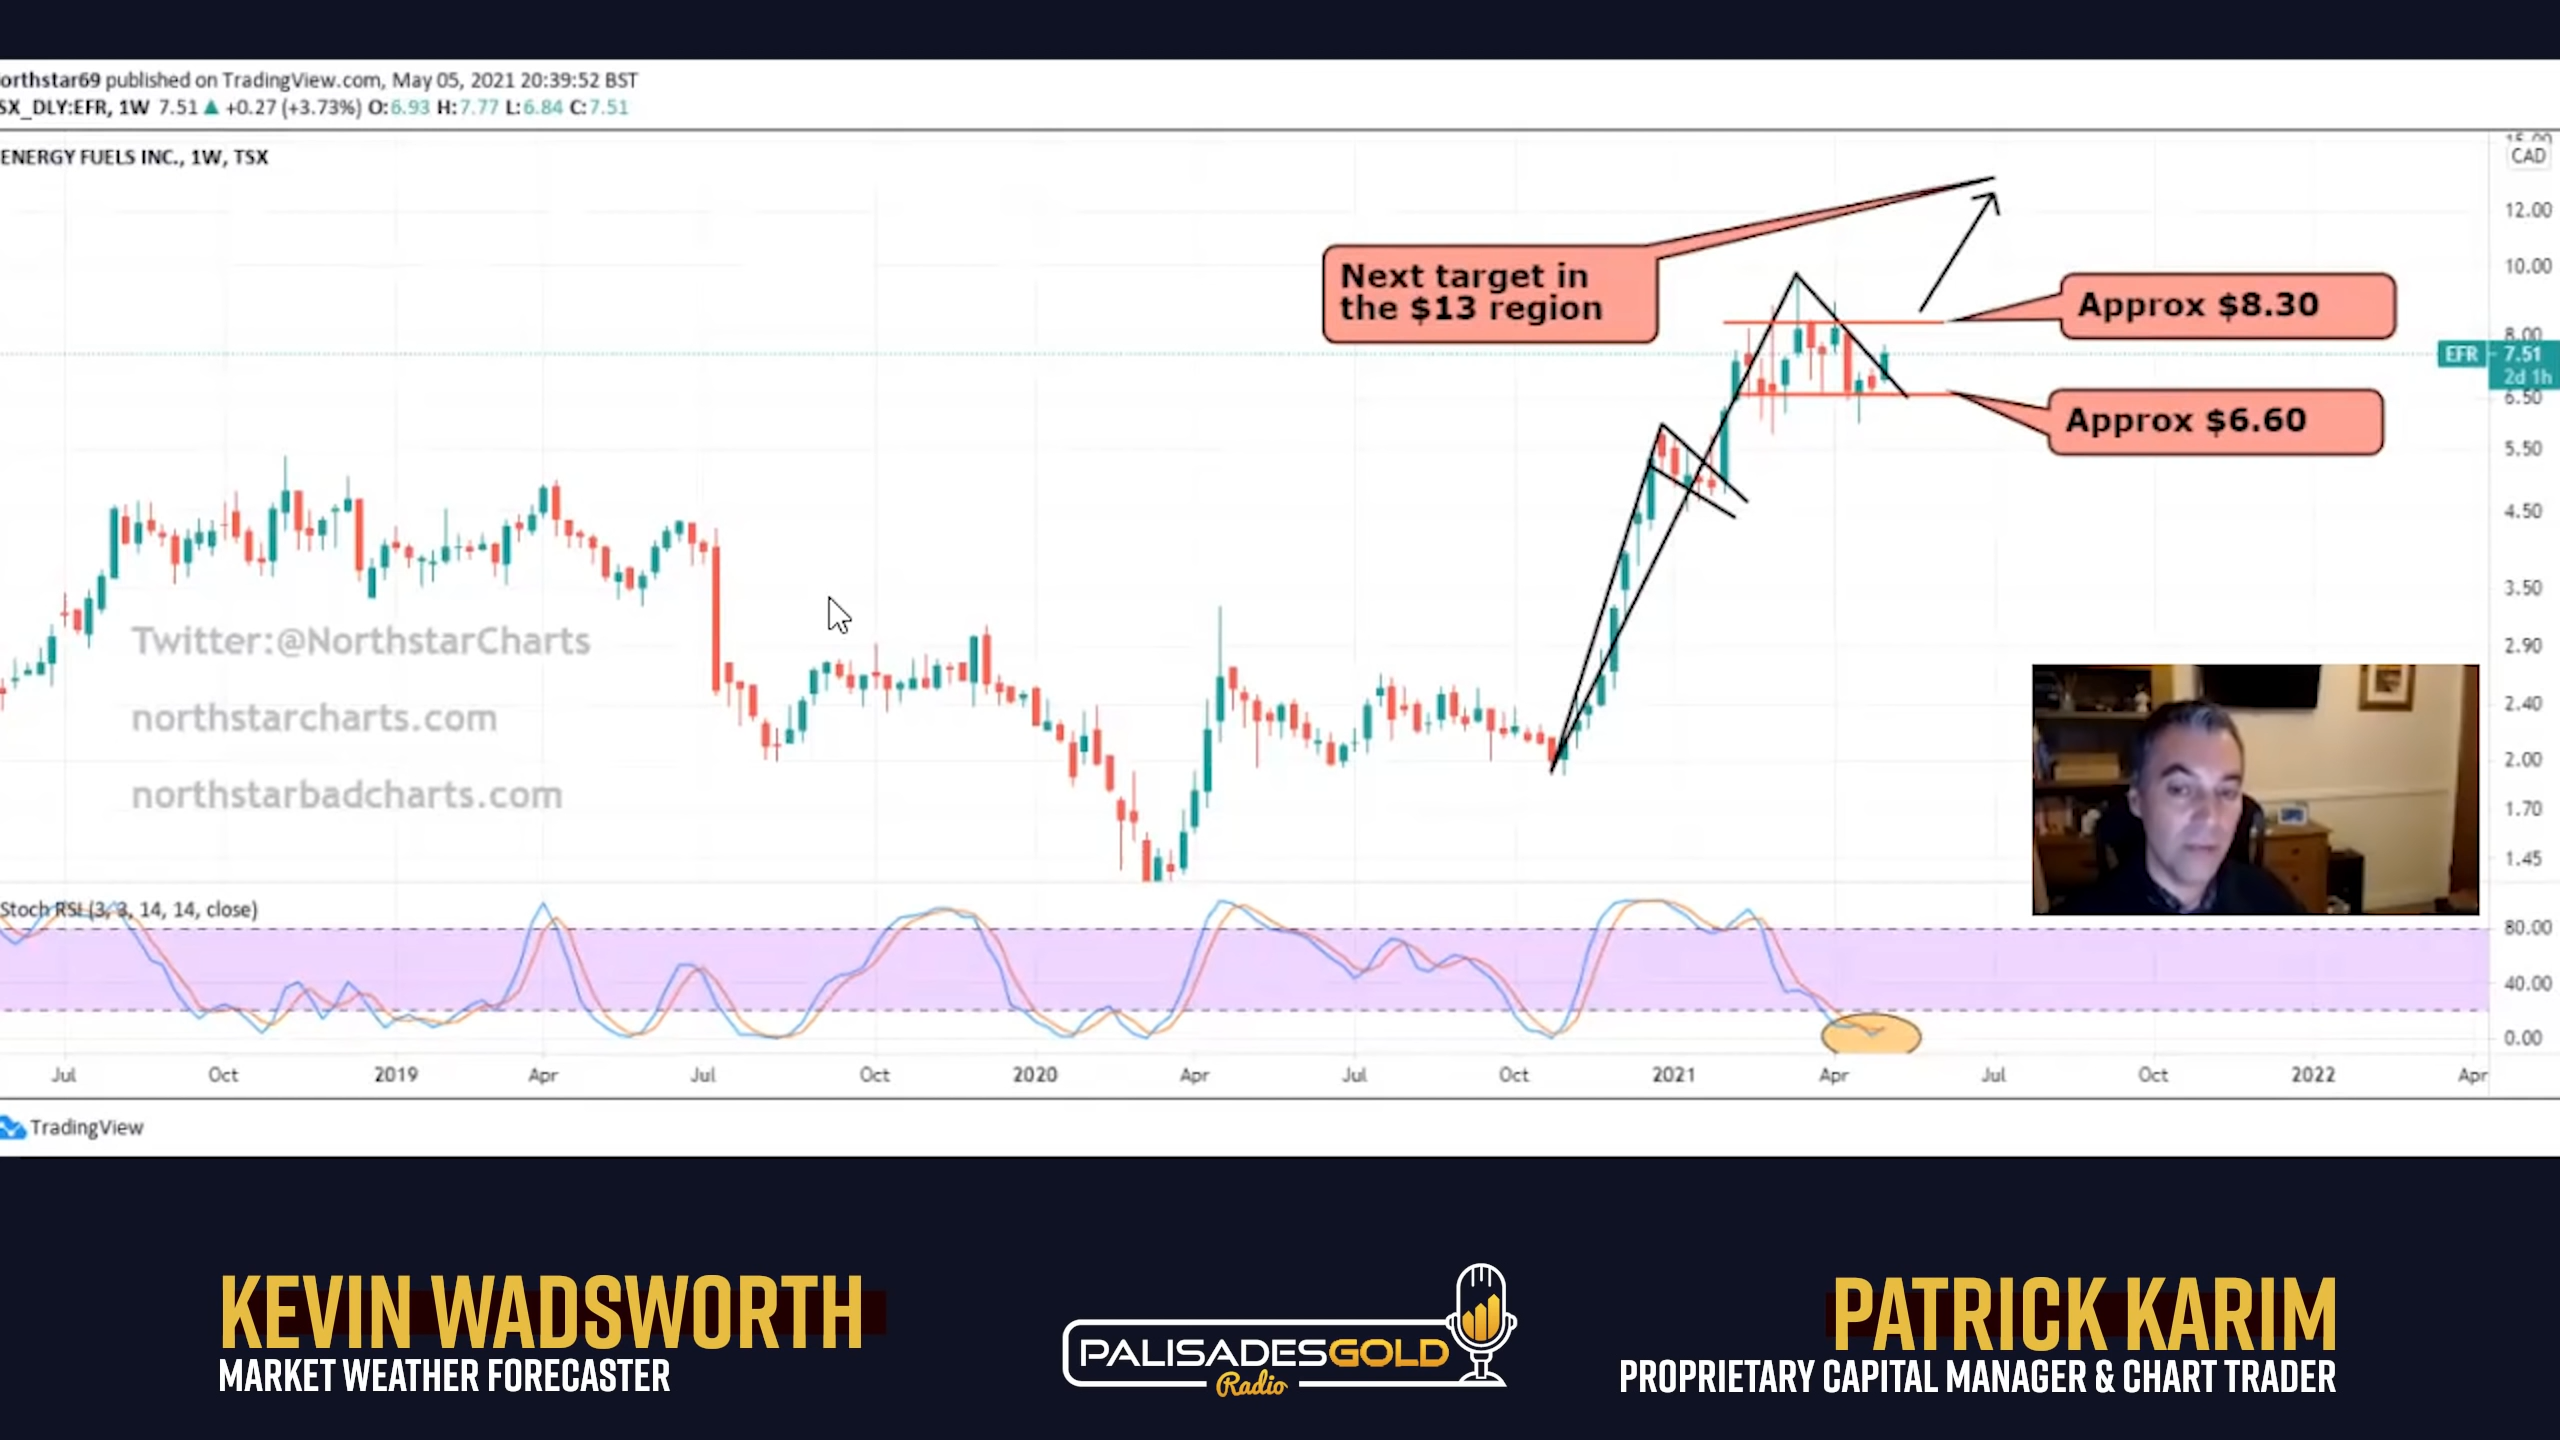 orthstar69 published on TradingView.com, May 05, 2021 20:39:52 BST
SX_DLY:EFR, 1W 7.51 ▲ +0.27 (+3.73%) O:6.93 H:7.77 L:6.84 C:7.51
ENERGY FUELS INC., 1W, TSX
15.00
CAD
12.00
10.00
8.00
EFR 7.51
2d 1h
6.50
5.50
4.50
3.50
2.90
2.40
2.00
1.70
1.45
Next target in
the $13 region
Approx $8.30
Approx $6.60
Twitter:@NorthstarCharts
northstarcharts.com
northstarbadcharts.com
Stoch RSI (3, 3, 14, 14, close)
80.00
40.00
0.00
Jul Oct 2019 Apr Jul Oct 2020 Apr Jul Oct 2021 Apr Jul Oct 2022 Apr
TradingView
KEVIN WADSWORTH
MARKET WEATHER FORECASTER
PALISADESGOLD
Radio
PATRICK KARIM
PROPRIETARY CAPITAL MANAGER & CHART TRADER